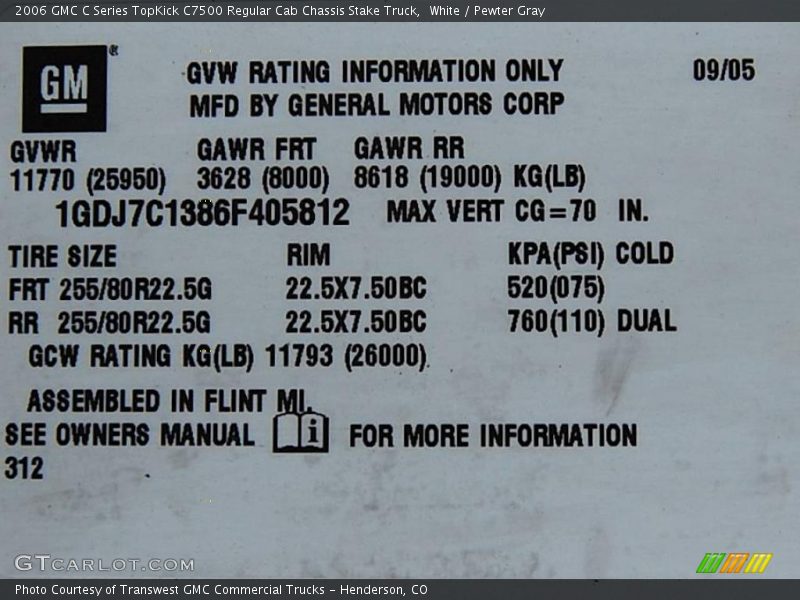 2006 GMC C Series TopKick C7500 Regular Cab Chassis Stake Truck,  White / Pewter Gray
GM®
GVW RATING INFORMATION ONLY 09/05
MFD BY GENERAL MOTORS CORP
GVWR GAWR FRT GAWR RR
11770 (25950) 3628 (8000) 8618 (19000) KG(LB)
1GDJ7C1386F405812 MAX VERT CG=70 IN.
TIRE SIZE RIM KPA(PSI) COLD
FRT 255/80R22.5G 22.5X7.50BC 520(075)
RR 255/80R22.5G 22.5X7.50BC 760(110) DUAL
GCW RATING KG(LB) 11793 (26000)
ASSEMBLED IN FLINT MI.
SEE OWNERS MANUAL i FOR MORE INFORMATION
312
GTCARLOT.COM
Photo Courtesy of Transwest GMC Commercial Trucks - Henderson, CO